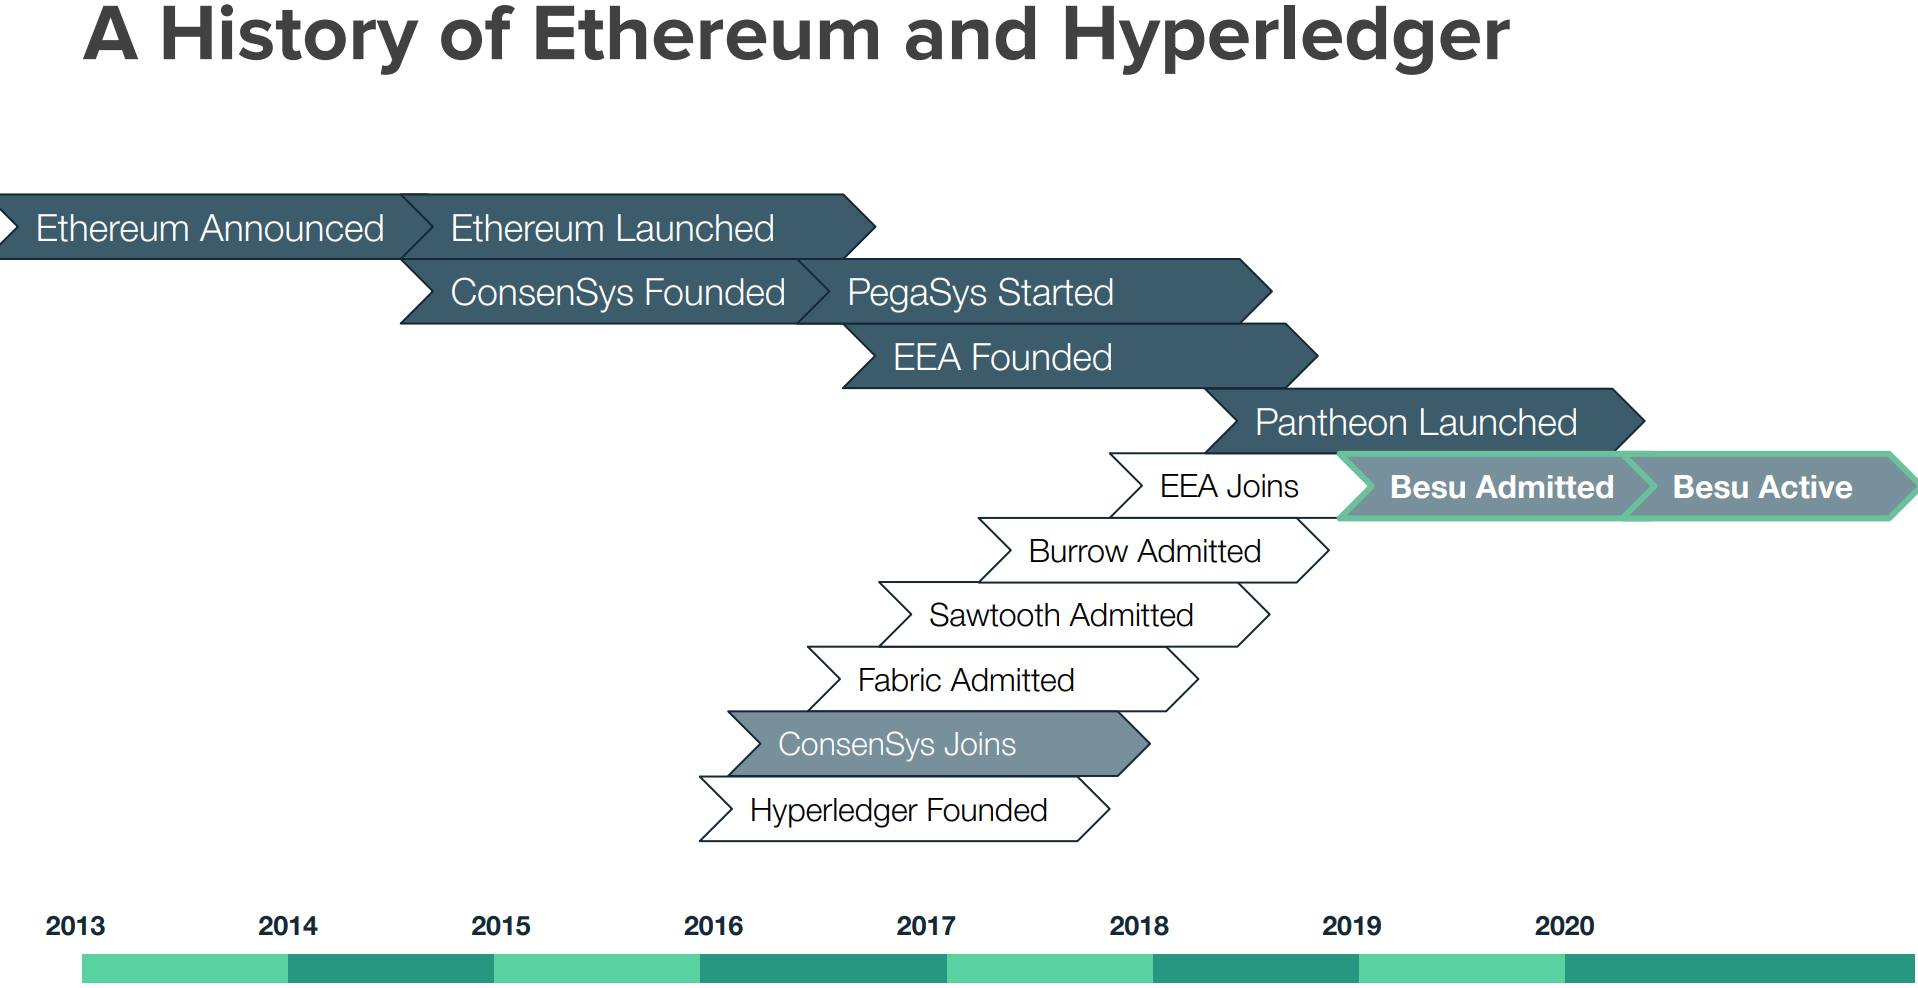 A History of Ethereum and Hyperledger
Ethereum Announced
Ethereum Launched
ConsenSys Founded
PegaSys Started
EEA Founded
Pantheon Launched
EEA Joins
Besu Admitted
Besu Active
Burrow Admitted
Sawtooth Admitted
Fabric Admitted
ConsenSys Joins
Hyperledger Founded
2013 2014 2015 2016 2017 2018 2019 2020